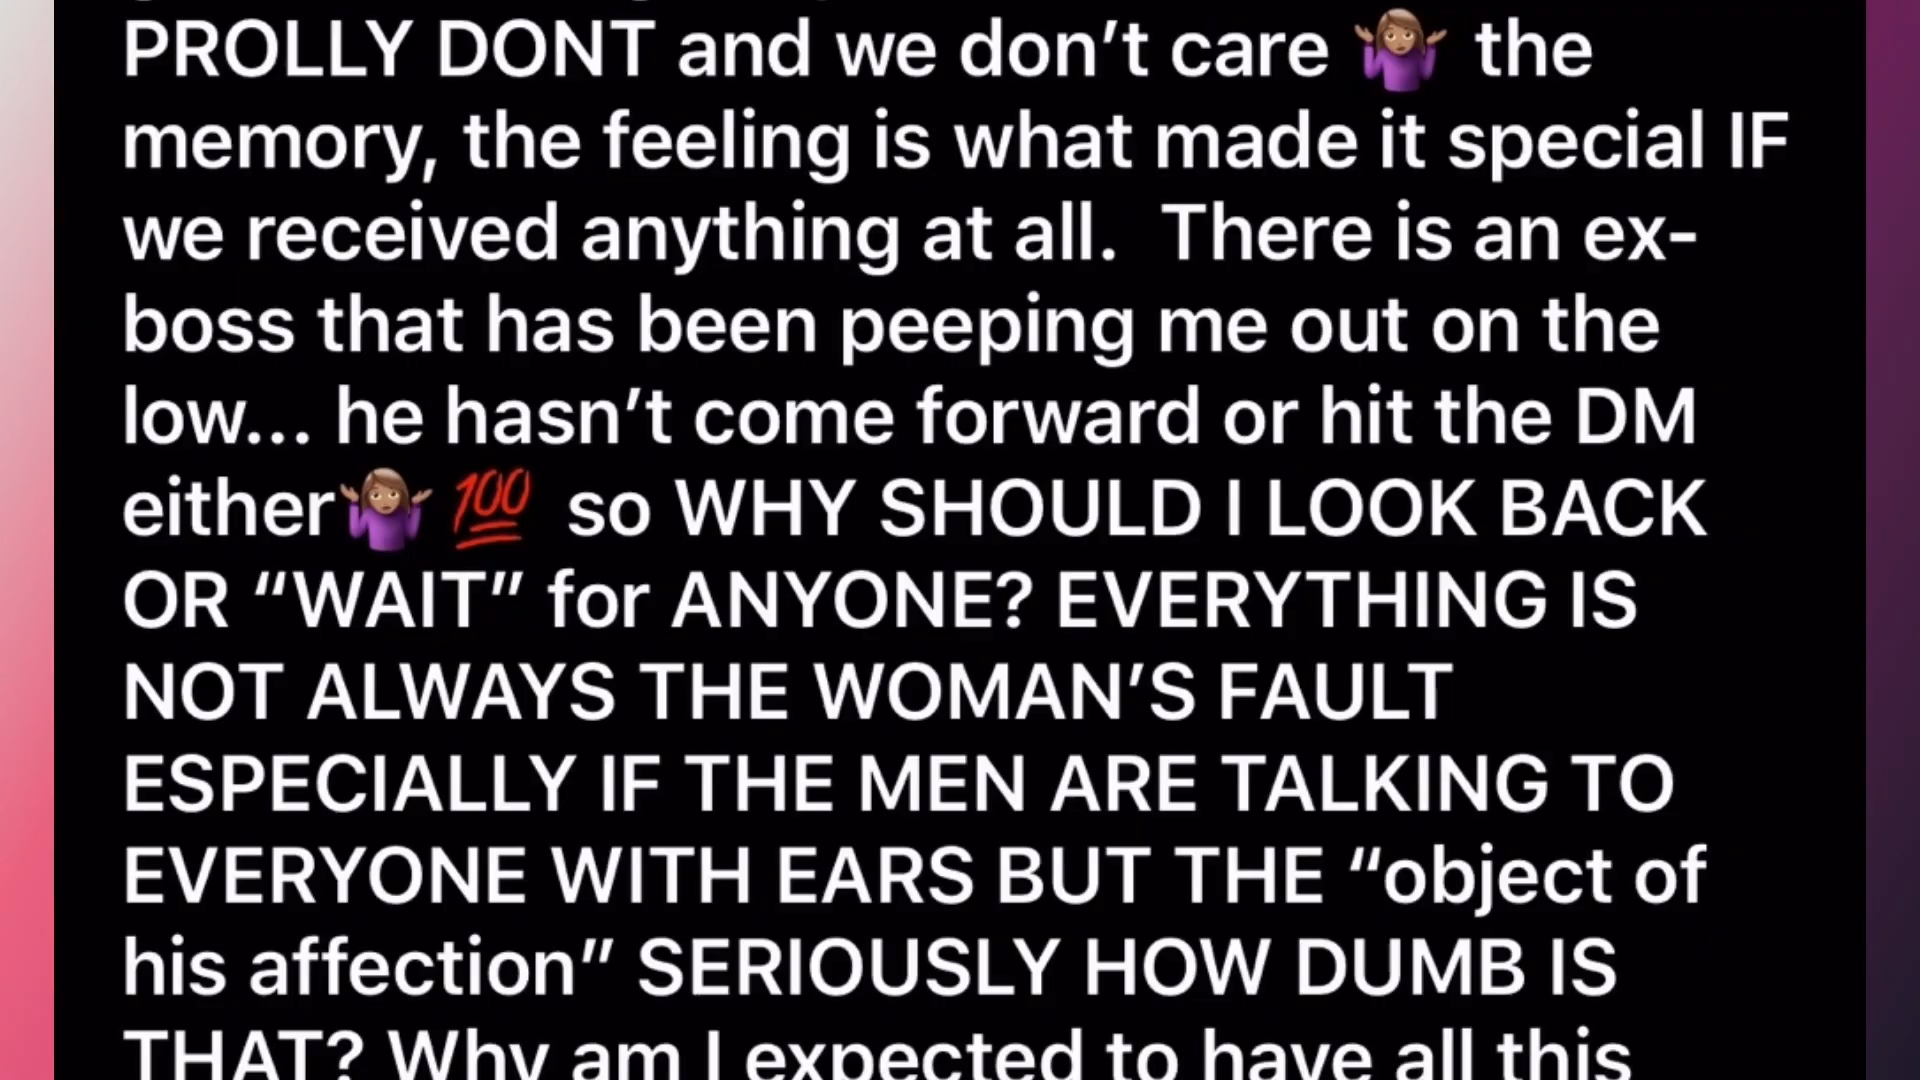 PROLLY DONT and we don’t care 🤷🏽‍♀️ the
memory, the feeling is what made it special IF
we received anything at all.  There is an ex-
boss that has been peeping me out on the
low... he hasn’t come forward or hit the DM
either🤷🏽‍♀️ 💯 so WHY SHOULD I LOOK BACK
OR “WAIT” for ANYONE? EVERYTHING IS
NOT ALWAYS THE WOMAN’S FAULT
ESPECIALLY IF THE MEN ARE TALKING TO
EVERYONE WITH EARS BUT THE “object of
his affection” SERIOUSLY HOW DUMB IS
THAT? Why am I expected to have all this